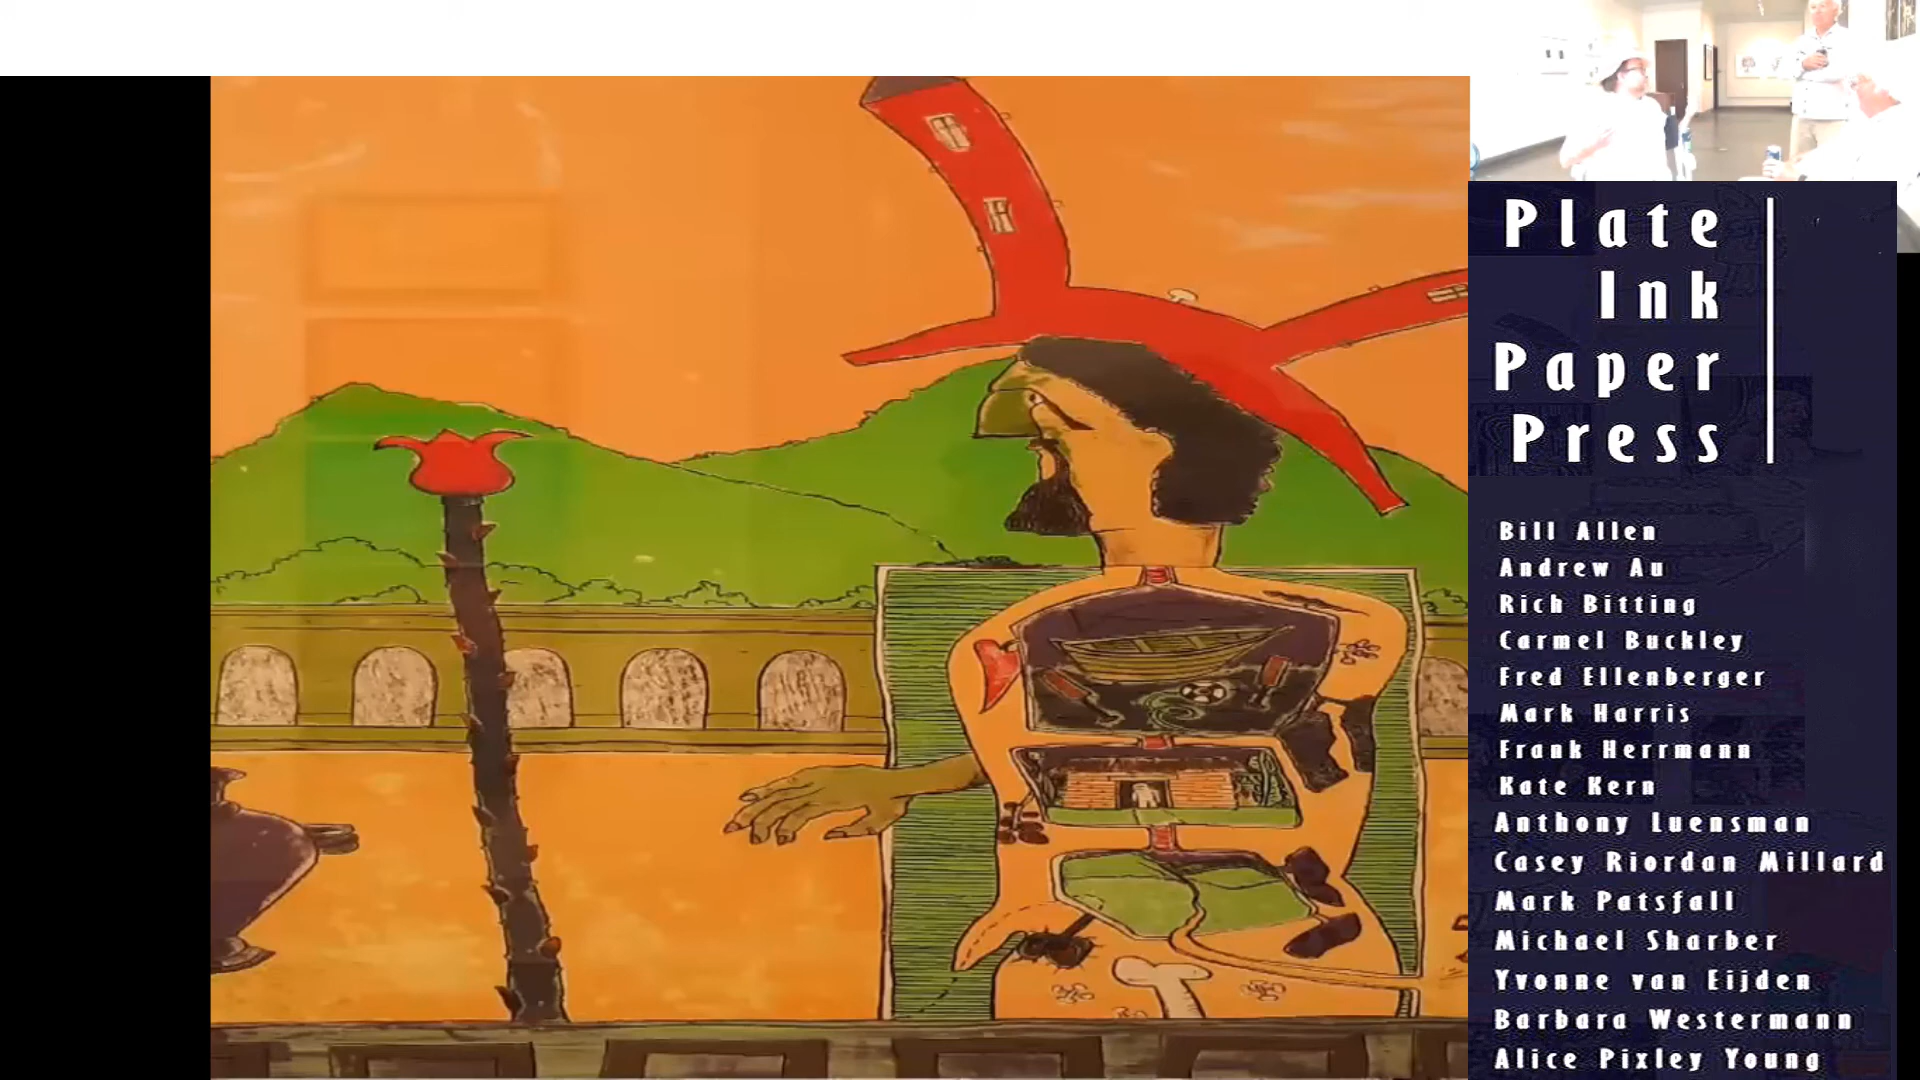 Plate
Ink
Paper
Press
Bill Allen
Andrew Au
Rich Bitting
Carmel Buckley
Fred Ellenberger
Mark Harris
Frank Herrmann
Kate Kern
Anthony Luensman
Casey Riordan Millard
Mark Patsfall
Michael Sharber
Yvonne van Eijden
Barbara Westermann
Alice Pixley Young